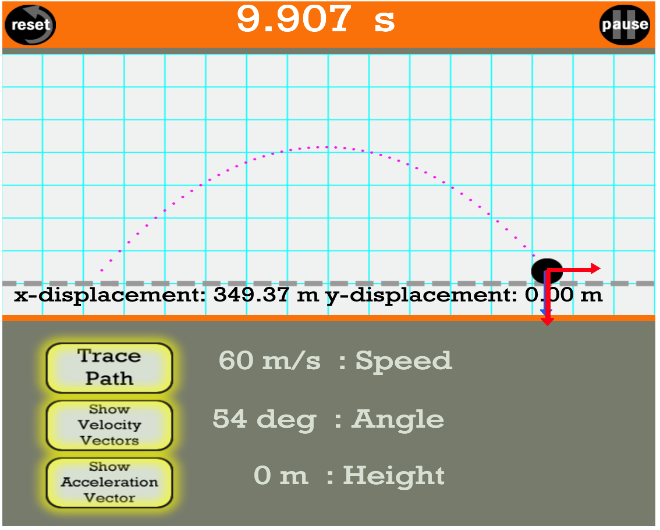 reset
9.907 s
pause
x-displacement: 349.37 m y-displacement: 0.00 m
Trace
Path
60 m/s : Speed
Show
Velocity
Vectors
54 deg : Angle
Show
Acceleration
Vector
0 m : Height